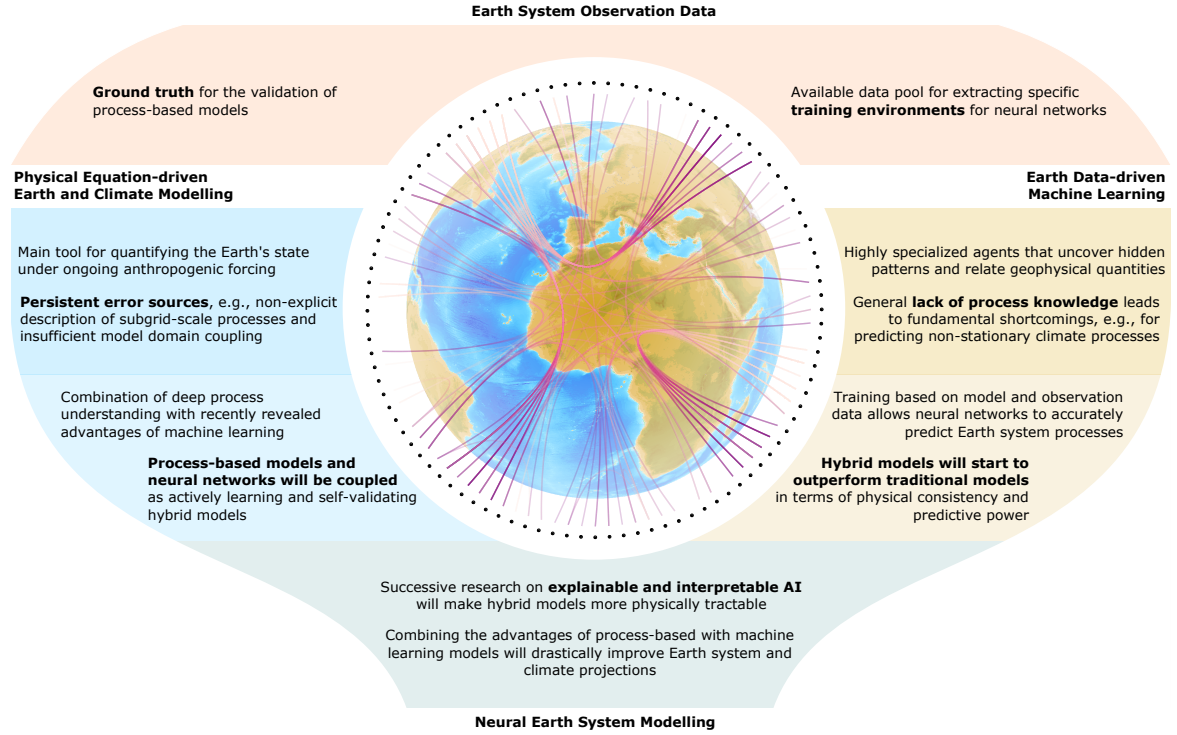 Earth System Observation Data
Ground truth for the validation of
process-based models
Available data pool for extracting specific
training environments for neural networks
Physical Equation-driven
Earth and Climate Modelling
Earth Data-driven
Machine Learning
Main tool for quantifying the Earth's state
under ongoing anthropogenic forcing
Persistent error sources, e.g., non-explicit
description of subgrid-scale processes and
insufficient model domain coupling
Highly specialized agents that uncover hidden
patterns and relate geophysical quantities
General lack of process knowledge leads
to fundamental shortcomings, e.g., for
predicting non-stationary climate processes
Combination of deep process
understanding with recently revealed
advantages of machine learning
Process-based models and
neural networks will be coupled
as actively learning and self-validating
hybrid models
Training based on model and observation
data allows neural networks to accurately
predict Earth system processes
Hybrid models will start to
outperform traditional models
in terms of physical consistency and
predictive power
Successive research on explainable and interpretable AI
will make hybrid models more physically tractable
Combining the advantages of process-based with machine
learning models will drastically improve Earth system and
climate projections
Neural Earth System Modelling